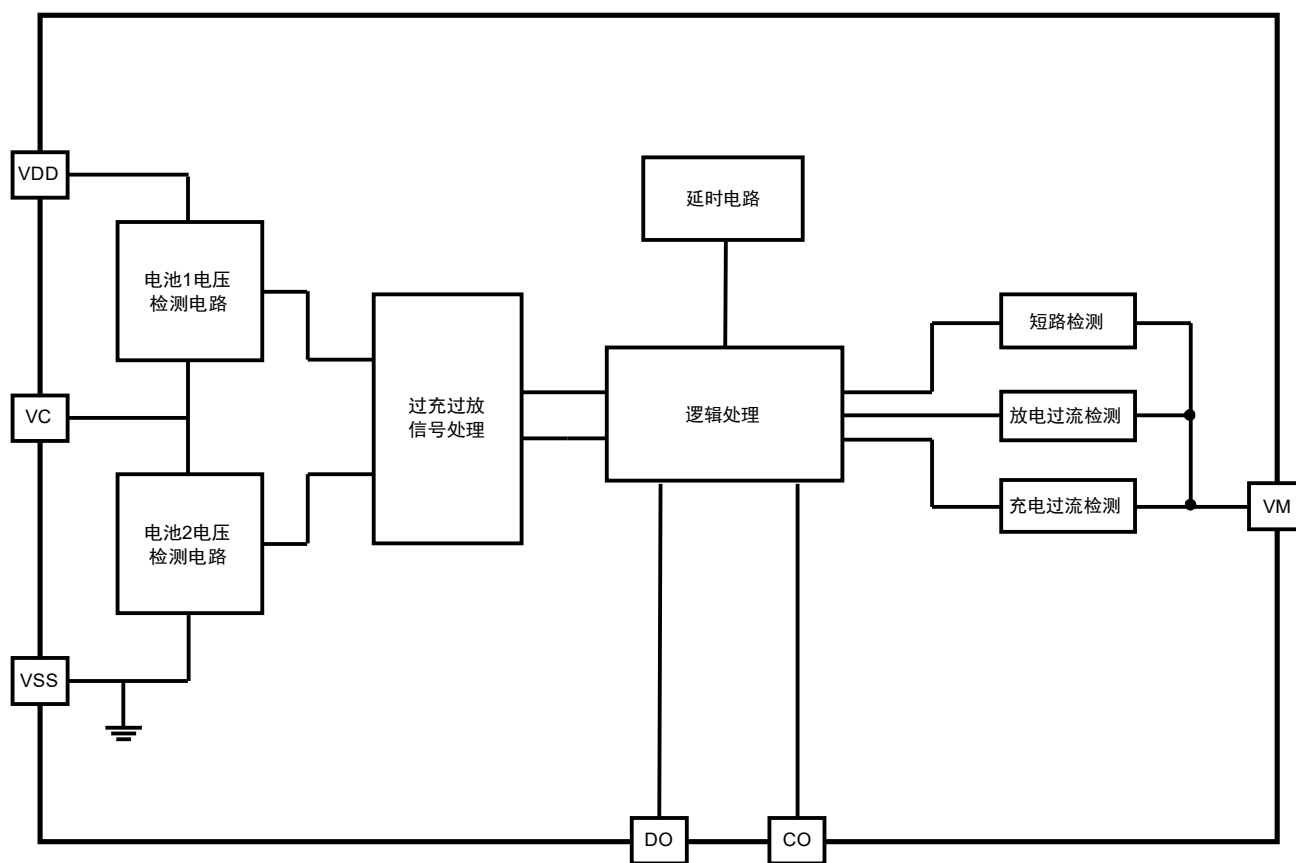 VDD
延时电路
电池1电压
检测电路
短路检测
VC
过充过放
信号处理
逻辑处理
放电过流检测
电池2电压
检测电路
充电过流检测
VM
VSS
DO
CO